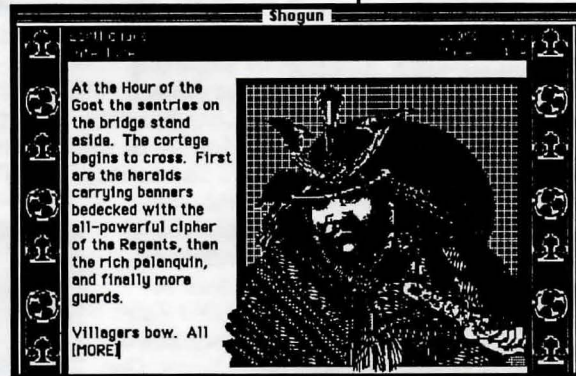 Shogun
At the Hour of the
Goat the sentries on
the bridge stand
aside. The cortege
begins to cross. First
are the heralds
carrying banners
bedecked with the
all-powerful cipher
of the Regents, then
the rich palanquin,
and finally more
guards.
Villagers bow. All
[MORE]